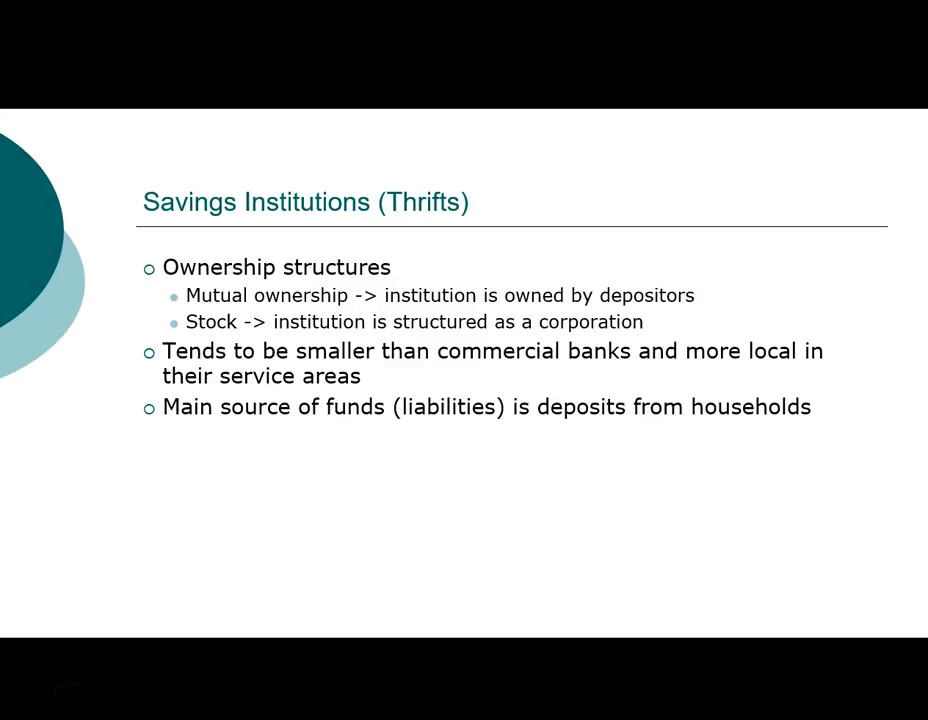 Savings Institutions (Thrifts)
Ownership structures
Mutual ownership -> institution is owned by depositors
Stock -> institution is structured as a corporation
Tends to be smaller than commercial banks and more local in
their service areas
Main source of funds (liabilities) is deposits from households